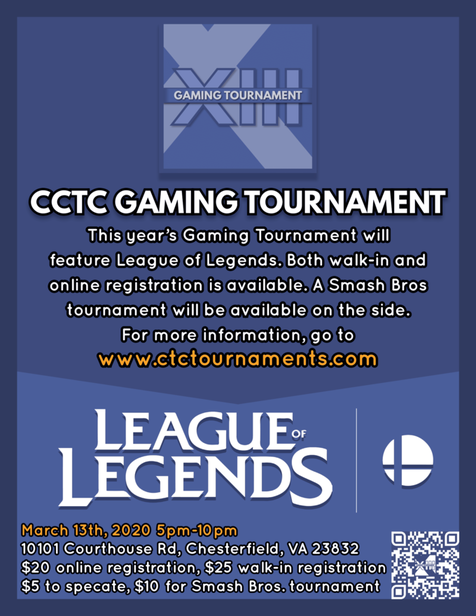 XIII
GAMING TOURNAMENT
CCTC GAMING TOURNAMENT
This year's Gaming Tournament will
feature League of Legends. Both walk-in and
online registration is available. A Smash Bros
tournament will be available on the side.
For more information, go to
www.ctctournaments.com
LEAGUE OF
LEGENDS
March 13th, 2020 5pm-10pm
10101 Courthouse Rd, Chesterfield, VA 23832
$20 online registration, $25 walk-in registration
$5 to specate, $10 for Smash Bros. tournament